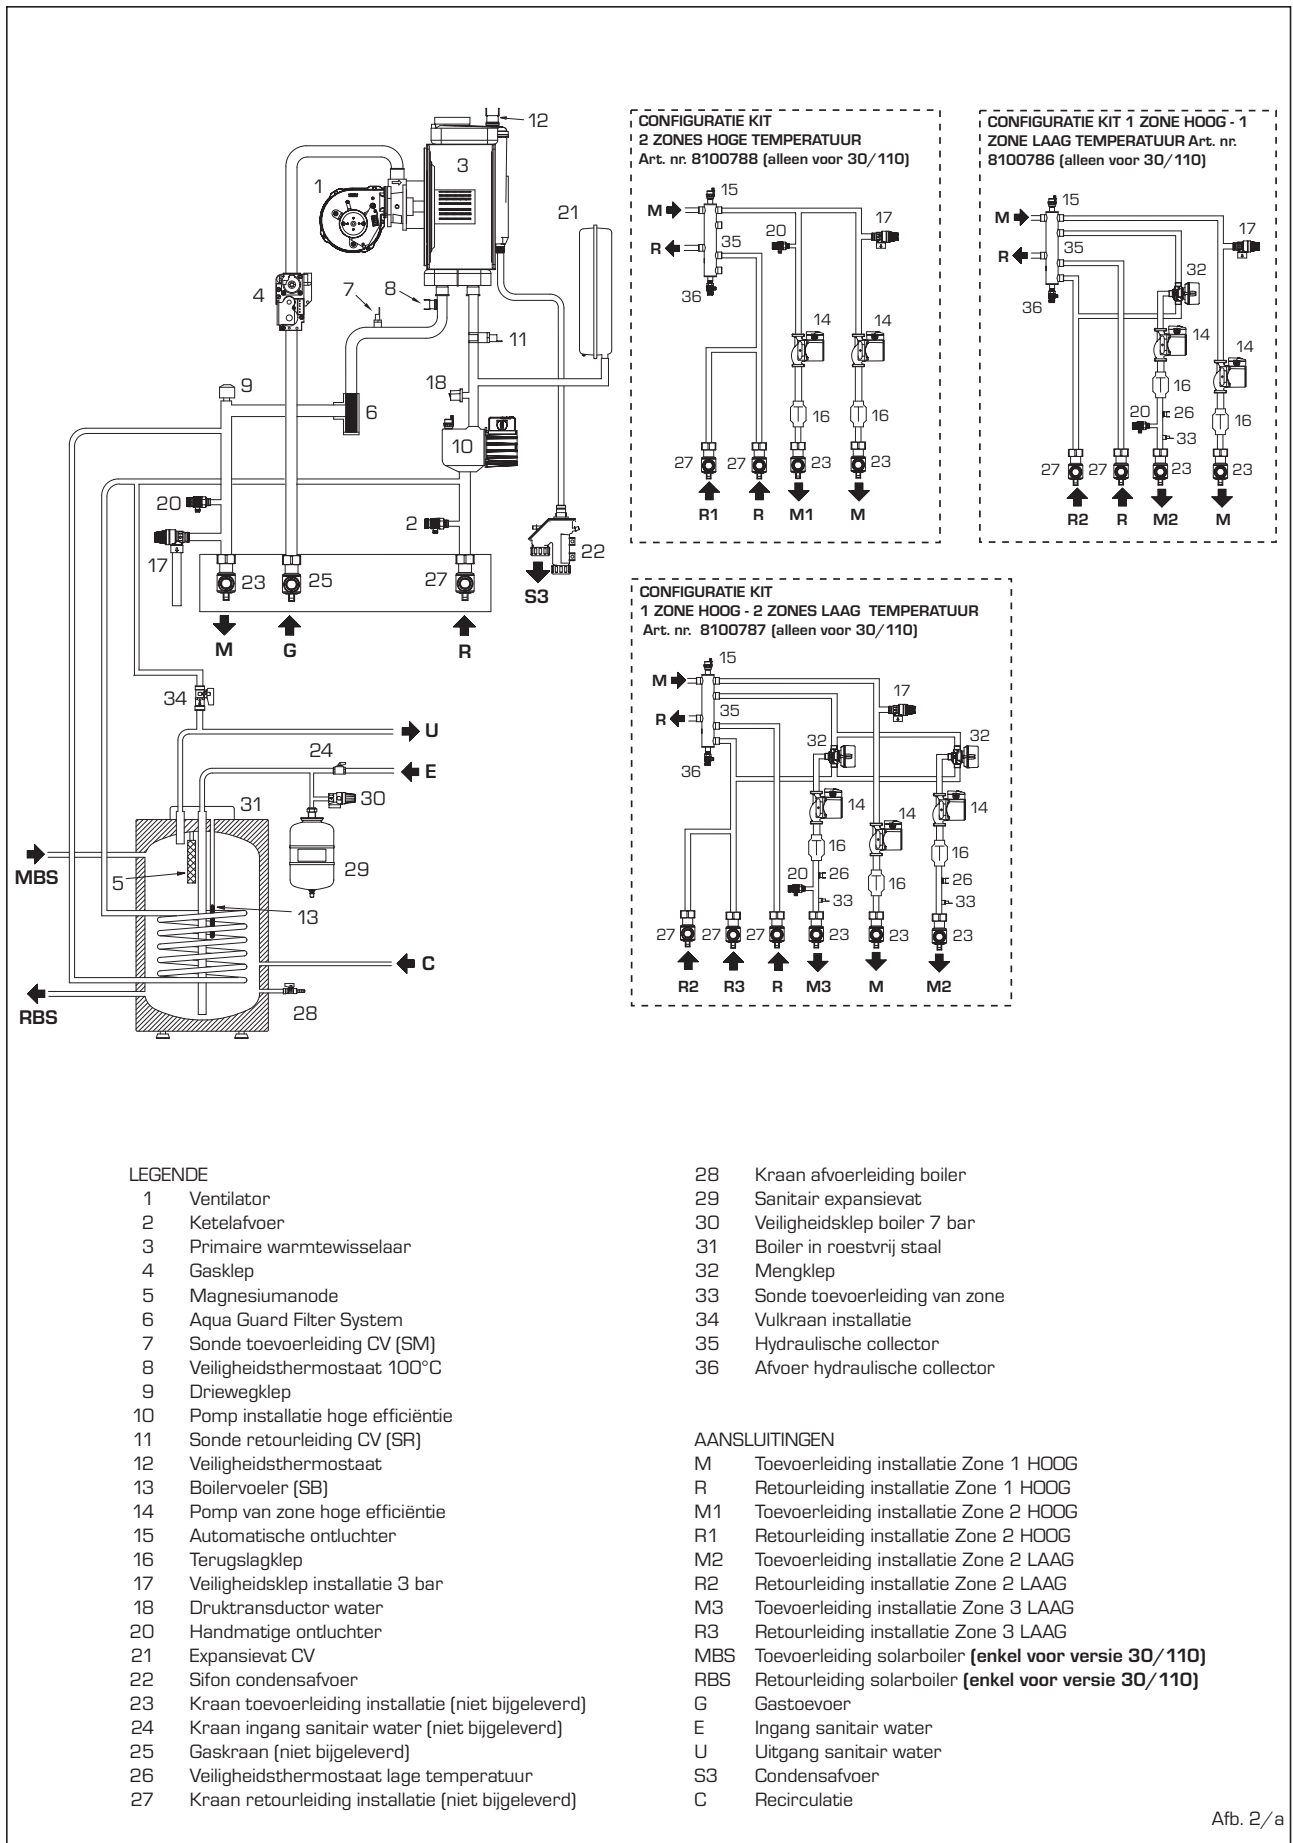 12
3
1
21
4
7
8
11
18
9
6
10
20
2
17
22
23
25
27
S3
M
G
R
34
U
24
E
31
30
MBS
5
29
13
C
RBS
28
CONFIGURATIE KIT
2 ZONES HOGE TEMPERATUUR
Art. nr. 8100788 (alleen voor 30/110)
15
M
17
20
35
R
36
14
14
16
16
27
27
23
23
R1
R
M1
M
CONFIGURATIE KIT 1 ZONE HOOG - 1
ZONE LAAG TEMPERATUUR Art. nr.
8100786 (alleen voor 30/110)
15
M
17
35
R
32
36
14
14
16
20
26
16
33
27
27
23
23
R2
R
M2
M
CONFIGURATIE KIT
1 ZONE HOOG - 2 ZONES LAAG TEMPERATUUR
Art. nr. 8100787 (alleen voor 30/110)
15
M
17
35
R
32
32
36
14
14
14
16
16
20
26
16
26
33
33
27
27
27
23
23
23
R2
R3
R
M3
M
M2
LEGENDE
1 Ventilator
2 Ketelafvoer
3 Primaire warmtewisselaar
4 Gasklep
5 Magnesiumanode
6 Aqua Guard Filter System
7 Sonde toevoerleiding CV (SM)
8 Veiligheidsthermostaat 100°C
9 Driewegklep
10 Pomp installatie hoge efficiëntie
11 Sonde retourleiding CV (SR)
12 Veiligheidsthermostaat
13 Boilervoeler (SB)
14 Pomp van zone hoge efficiëntie
15 Automatische ontluchter
16 Terugslagklep
17 Veiligheidsklep installatie 3 bar
18 Druktransductor water
20 Handmatige ontluchter
21 Expansievat CV
22 Sifon condensafvoer
23 Kraan toevoerleiding installatie (niet bijgeleverd)
24 Kraan ingang sanitair water (niet bijgeleverd)
25 Gaskraan (niet bijgeleverd)
26 Veiligheidsthermostaat lage temperatuur
27 Kraan retourleiding installatie (niet bijgeleverd)
28 Kraan afvoerleiding boiler
29 Sanitair expansievat
30 Veiligheidsklep boiler 7 bar
31 Boiler in roestvrij staal
32 Mengklep
33 Sonde toevoerleiding van zone
34 Vulkraan installatie
35 Hydraulische collector
36 Afvoer hydraulische collector
AANSLUITINGEN
M Toevoerleiding installatie Zone 1 HOOG
R Retourleiding installatie Zone 1 HOOG
M1 Toevoerleiding installatie Zone 2 HOOG
R1 Retourleiding installatie Zone 2 HOOG
M2 Toevoerleiding installatie Zone 2 LAAG
R2 Retourleiding installatie Zone 2 LAAG
M3 Toevoerleiding installatie Zone 3 LAAG
R3 Retourleiding installatie Zone 3 LAAG
MBS Toevoerleiding solarboiler (enkel voor versie 30/110)
RBS Retourleiding solarboiler (enkel voor versie 30/110)
G Gastoevoer
E Ingang sanitair water
U Uitgang sanitair water
S3 Condensafvoer
C Recirculatie
Afb. 2/a